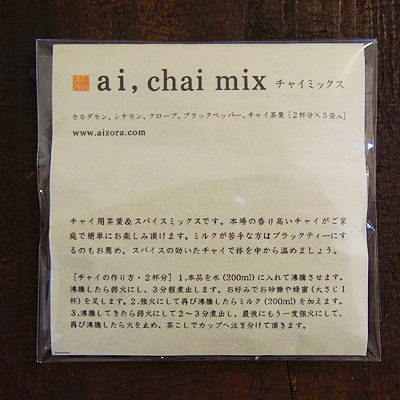 ai, chai mix チャイミックス
カルダモン、シナモン、クローブ、ブラックペッパー、チャイ茶葉［2杯分×3袋入］
www.aizora.com
チャイ用茶葉＆スパイスミックスです。本場の香り高いチャイがご家
庭で簡単にお楽しみ頂けます。ミルクが苦手な方はブラックティーにす
るのもお薦め。スパイスの効いたチャイで体を中から温めましょう。
［チャイの作り方・2杯分］1.本品を水(200ml)に入れて沸騰させます。
沸騰したら弱火にし、3分程煮出します。お好みでお砂糖や蜂蜜(大さじ1
杯)を足します。2.強火にして再び沸騰したらミルク(200ml)を加えます。
3.沸騰してきたら弱火にして2〜3分煮出し、最後にもう一度強火にして、
再び沸騰したら火を止め、茶こしでカップへ注ぎ分けて頂きます。